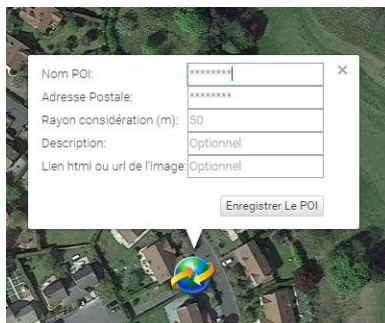 Nom POI: ********
×
Adresse Postale: ********
Rayon considération (m): 50
Description: Optionnel
Lien html ou url de l'image: Optionnel
Enregistrer Le POI